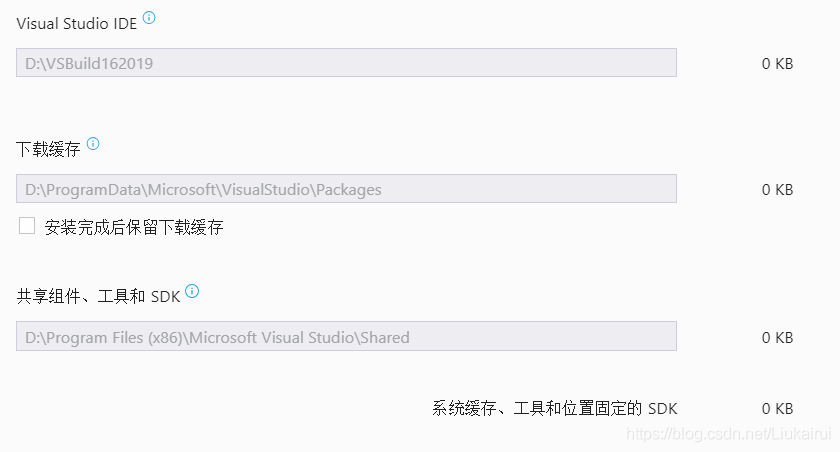 Visual Studio IDE
D:\VSBuild162019 0 KB
下载缓存
D:\ProgramData\Microsoft\VisualStudio\Packages 0 KB
安装完成后保留下载缓存
共享组件、工具和 SDK
D:\Program Files (x86)\Microsoft Visual Studio\Shared 0 KB
系统缓存、工具和位置固定的 SDK 0 KB
https://blog.csdn.net/Liukairui